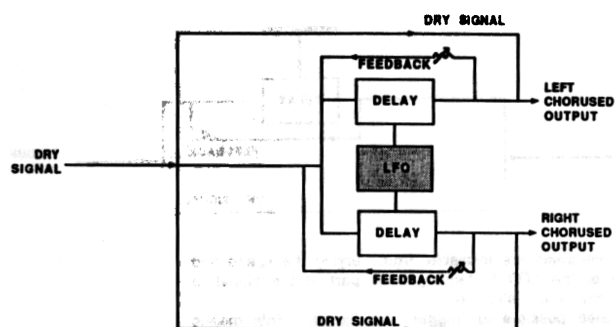 DRY SIGNAL
FEEDBACK
DELAY
LEFT
CHORUSED
OUTPUT
DRY
SIGNAL
LFO
DELAY
RIGHT
CHORUSED
OUTPUT
FEEDBACK
DRY SIGNAL